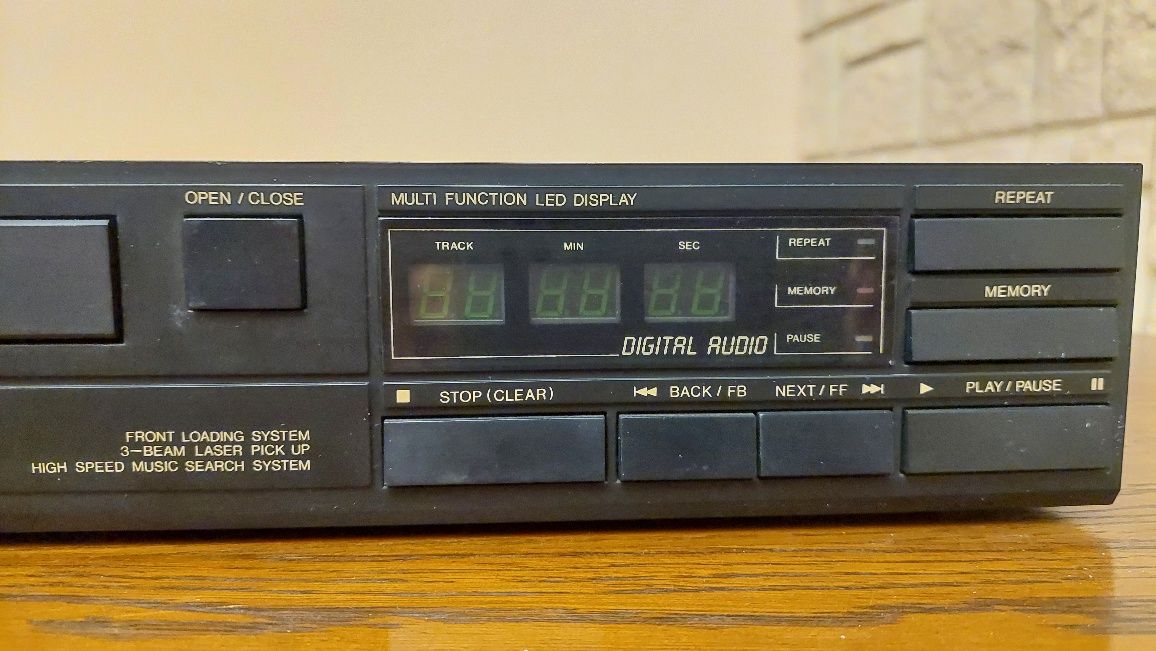 OPEN / CLOSE
MULTI FUNCTION LED DISPLAY
REPEAT
TRACK MIN SEC
REPEAT
MEMORY
MEMORY
PAUSE
DIGITAL AUDIO
STOP (CLEAR)
BACK / FB
NEXT / FF
PLAY / PAUSE
FRONT LOADING SYSTEM
3-BEAM LASER PICK UP
HIGH SPEED MUSIC SEARCH SYSTEM